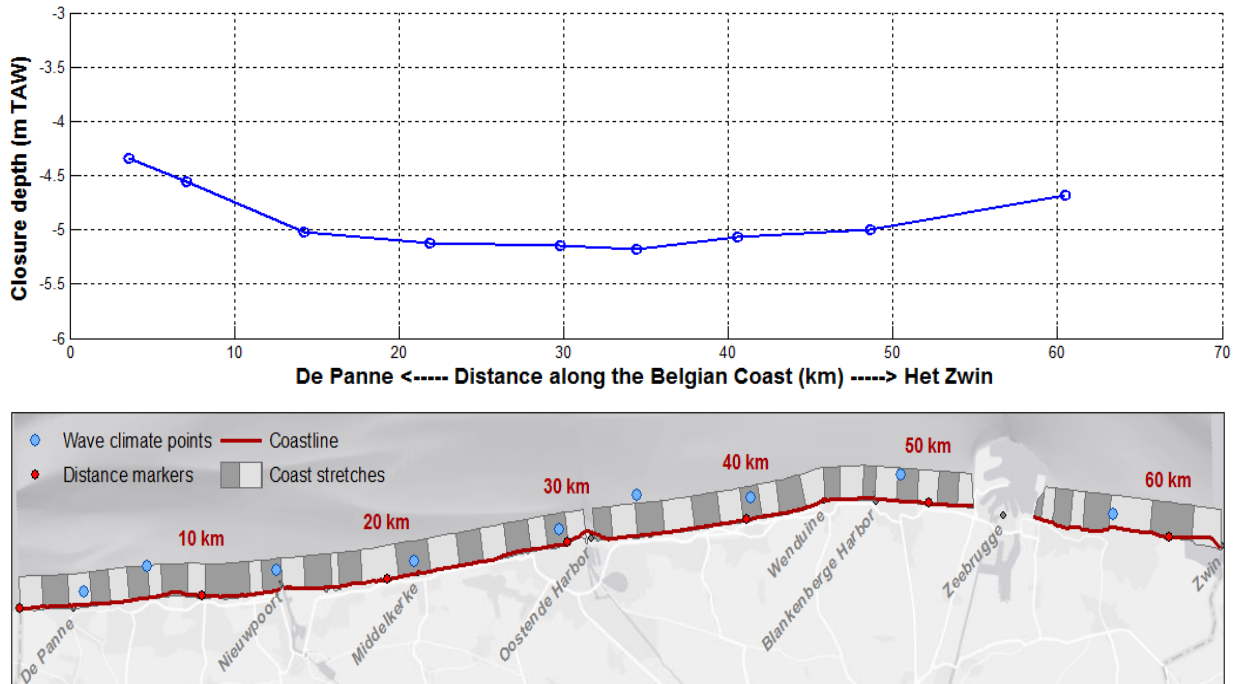 -3
-3.5
-4
-4.5
-5
-5.5
-6
Closure depth (m TAW)
0 10 20 30 40 50 60 70
De Panne <----- Distance along the Belgian Coast (km) -----> Het Zwin
Wave climate points
Coastline
Distance markers
Coast stretches
10 km
20 km
30 km
40 km
50 km
60 km
De Panne
Nieuwpoort
Middelkerke
Oostende Harbor
Wenduine
Blankenberge Harbor
Zeebrugge
Zwin